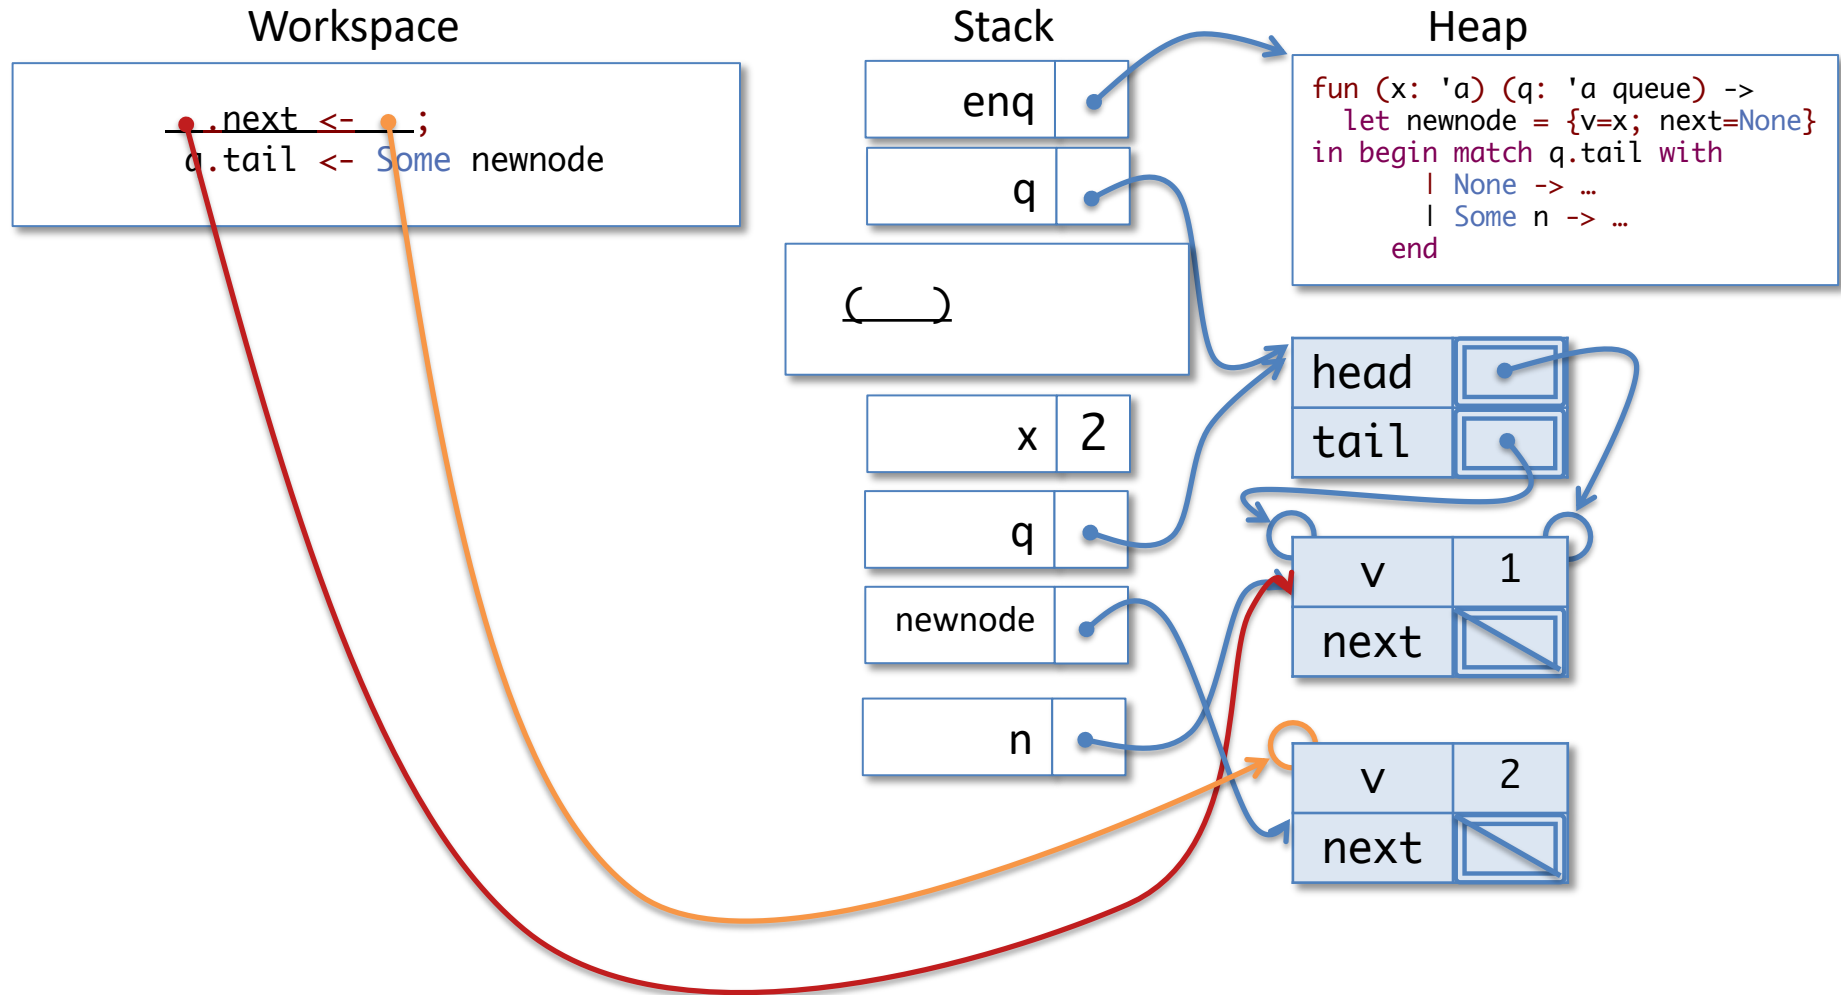 Workspace
.next <- ;
q.tail <- Some newnode
Stack
enq
q
(   )
x 2
q
newnode
n
Heap
fun (x: 'a) (q: 'a queue) ->
let newnode = {v=x; next=None}
in begin match q.tail with
| None -> …
| Some n -> …
end
head
tail
v 1
next
v 2
next